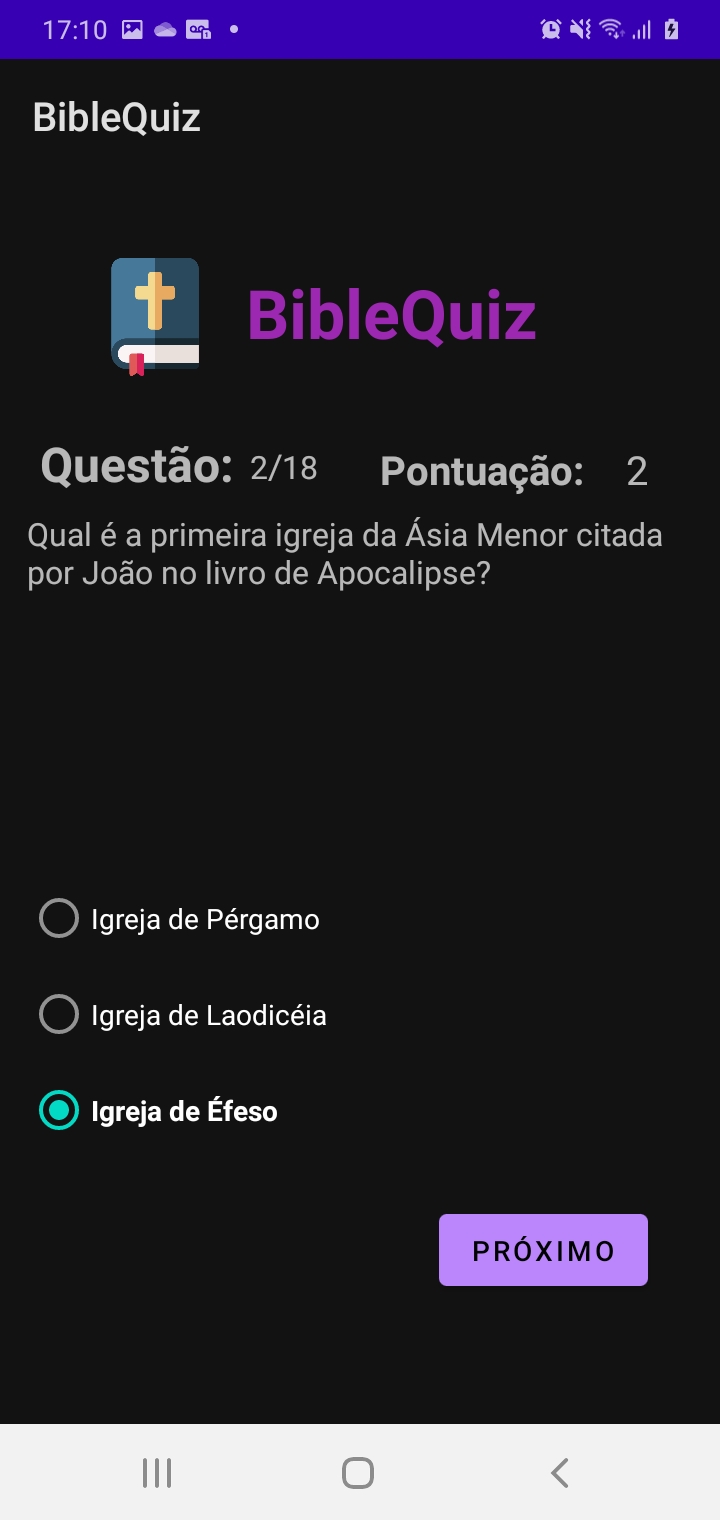 17:10
BibleQuiz
BibleQuiz
Questão: 2/18 Pontuação: 2
Qual é a primeira igreja da Ásia Menor citada
por João no livro de Apocalipse?
Igreja de Pérgamo
Igreja de Laodicéia
Igreja de Éfeso
PRÓXIMO